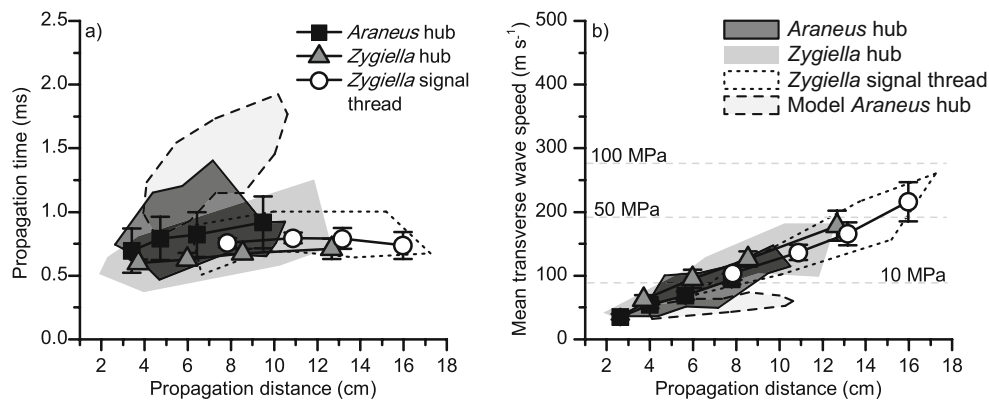 a)
Araneus hub
Zygiella hub
Zygiella signal
thread
2.5
2.0
1.5
1.0
0.5
0.0
Propagation time (ms)
2 4 6 8 10 12 14 16 18
Propagation distance (cm)
b)
Araneus hub
Zygiella hub
Zygiella signal thread
Model Araneus hub
500
400
300
200
100
0
Mean transverse wave speed (m s-1)
100 MPa
50 MPa
10 MPa
2 4 6 8 10 12 14 16 18
Propagation distance (cm)